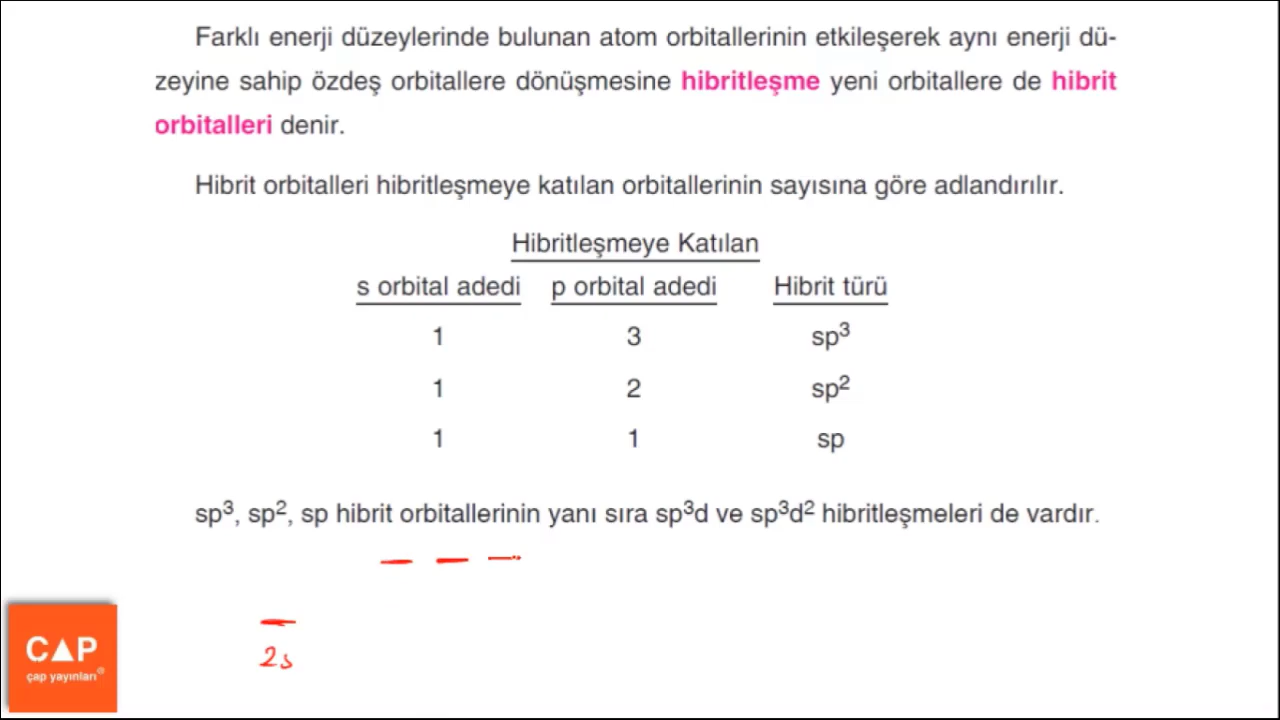 Farklı enerji düzeylerinde bulunan atom orbitallerinin etkileşerek aynı enerji dü-
zeyine sahip özdeş orbitallere dönüşmesine hibritleşme yeni orbitallere de hibrit
orbitalleri denir.
Hibrit orbitalleri hibritleşmeye katılan orbitallerinin sayısına göre adlandırılır.
Hibritleşmeye Katılan
s orbital adedi p orbital adedi Hibrit türü
1 3 sp³
1 2 sp²
1 1 sp
sp³, sp², sp hibrit orbitallerinin yanı sıra sp³d ve sp³d² hibritleşmeleri de vardır.
2s
ÇAP
çap yayınları®